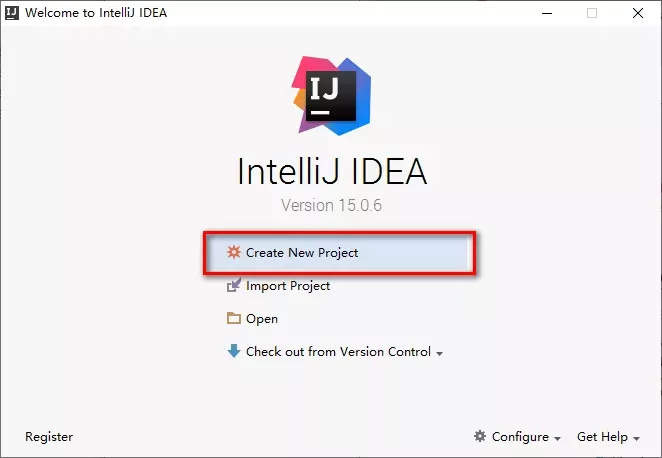 Welcome to IntelliJ IDEA
IJ
IntelliJ IDEA
Version 15.0.6
Create New Project
Import Project
Open
Check out from Version Control
Register
Configure
Get Help